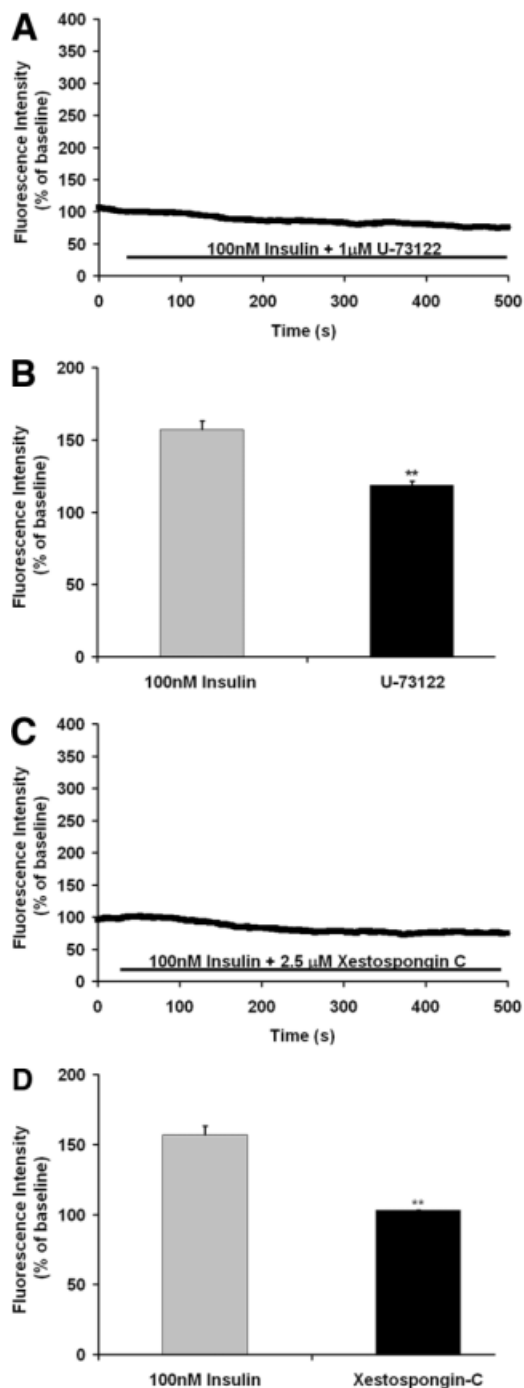 A
Fluorescence Intensity
(% of baseline)
400
350
300
250
200
150
100
50
0
100nM Insulin + 1µM U-73122
0 100 200 300 400 500
Time (s)
B
Fluorescence Intensity
(% of baseline)
200
150
100
50
0
**
100nM Insulin U-73122
C
Fluorescence Intensity
(% of baseline)
400
350
300
250
200
150
100
50
0
100nM Insulin + 2.5 µM Xestospongin C
0 100 200 300 400 500
Time (s)
D
Fluorescence Intensity
(% of baseline)
200
150
100
50
0
**
100nM Insulin Xestospongin-C